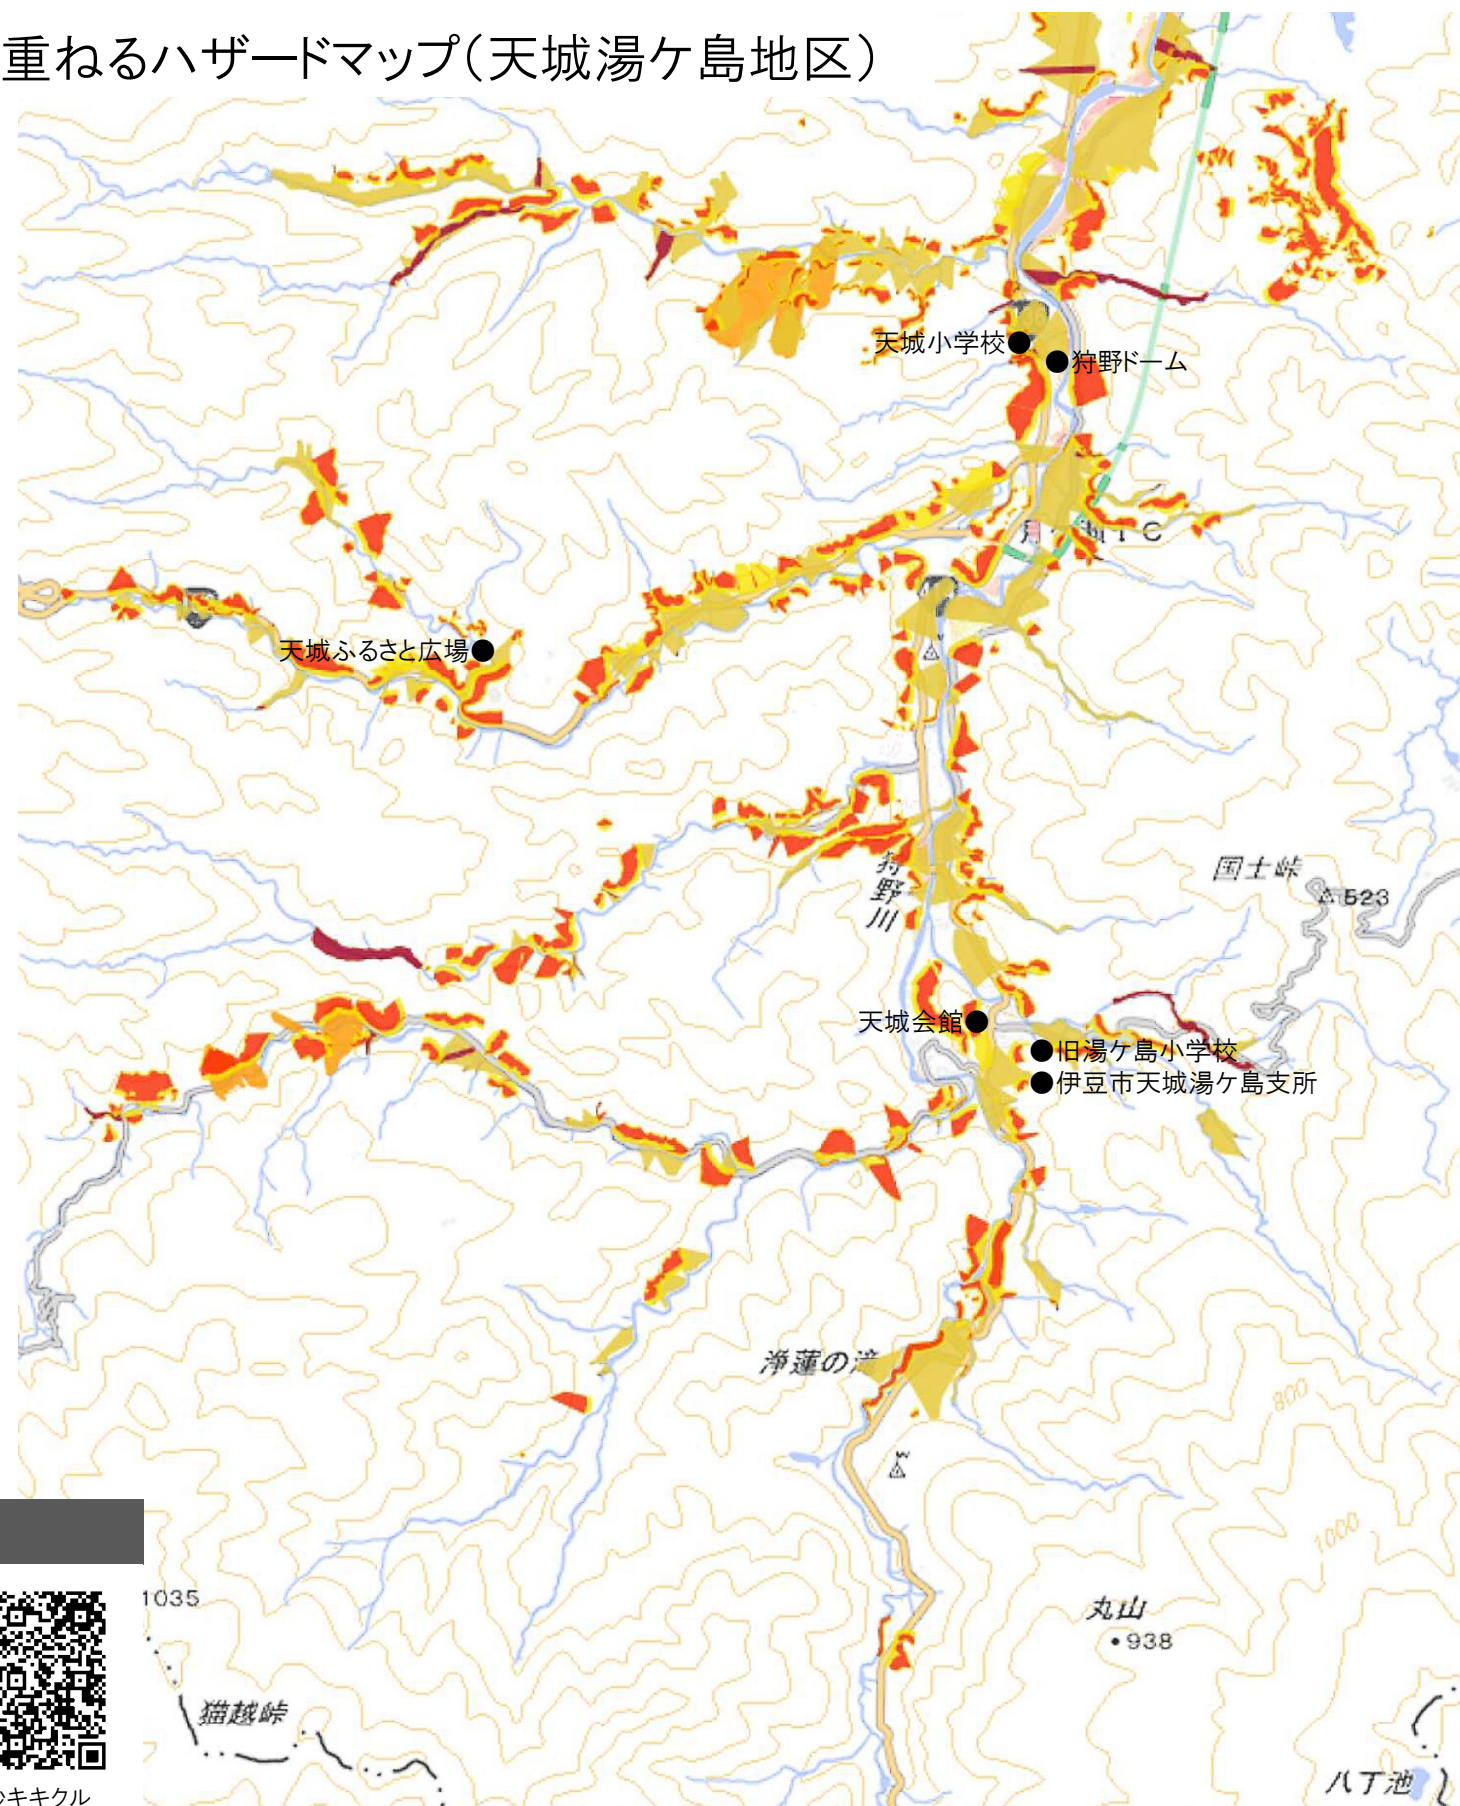 重ねるハザードマップ（天城湯ケ島地区）
天城小学校
狩野ドーム
天城ふるさと広場
狩野川
国士峠
523
天城会館
旧湯ケ島小学校
伊豆市天城湯ケ島支所
浄蓮の滝
800
1000
1035
丸山
938
猫越峠
八丁池
キキクル